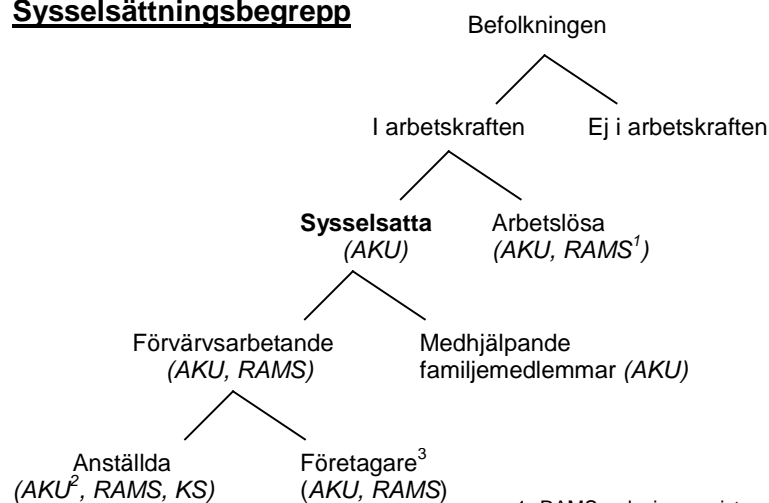 Sysselsättningsbegrepp
Befolkningen
I arbetskraften Ej i arbetskraften
Sysselsatta Arbetslösa
(AKU) (AKU, RAMS¹)
Förvärvsarbetande Medhjälpande
(AKU, RAMS) familjemedlemmar (AKU)
Anställda Företagare³
(AKU², RAMS, KS) (AKU, RAMS)